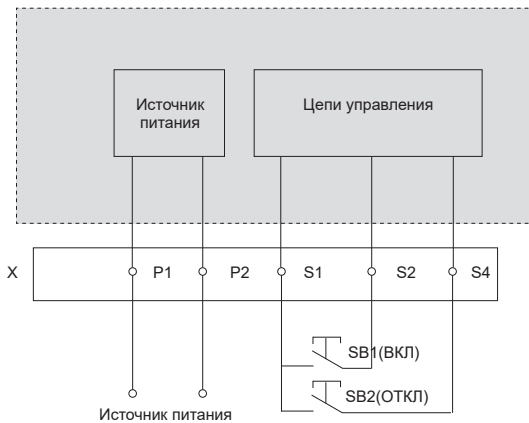 Источник
питания
Цепи управления
X P1 P2 S1 S2 S4
SB1(ВКЛ)
SB2(ОТКЛ)
Источник питания